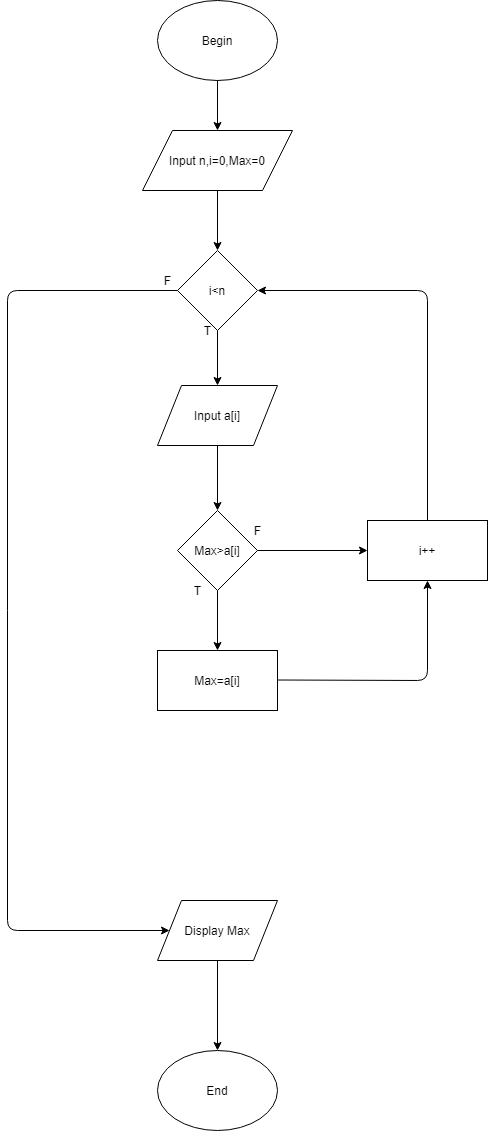 Begin
Input n,i=0,Max=0
F
i<n
T
Input a[i]
F
Max>a[i]
i++
T
Max=a[i]
Display Max
End